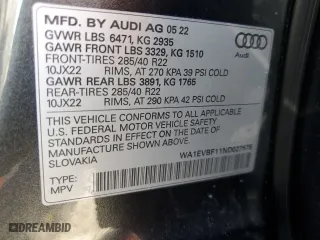 MFD. BY AUDI AG 05 22
GVWR LBS 6471, KG 2935
GAWR FRONT LBS 3329, KG 1510
FRONT-TIRES 285/40 R22
10JX22 RIMS, AT 270 KPA 39 PSI COLD
GAWR REAR LBS 3891, KG 1765
REAR-TIRES 285/40 R22
10JX22 RIMS, AT 290 KPA 42 PSI COLD
Audi
THIS VEHICLE CONFORMS TO ALL APPLICABLE
U.S. FEDERAL MOTOR VEHICLE SAFETY
STANDARDS IN EFFECT ON THE DATE OF
MANUFACTURE SHOWN ABOVE.
SLOVAKIA
TYPE:
MPV